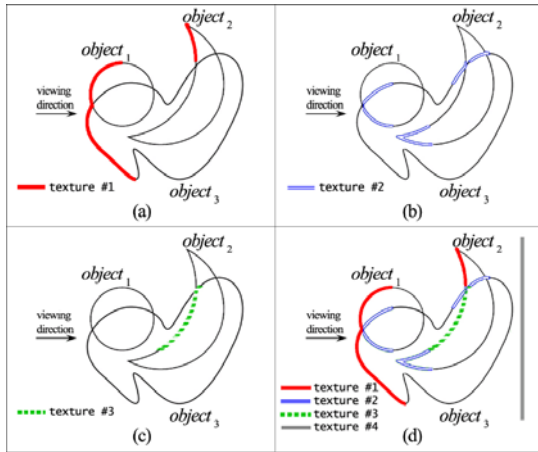 object 2
object 1
viewing
direction
texture #1
object 3
(a)
object 2
object 1
viewing
direction
texture #2
object 3
(b)
object 2
object 1
viewing
direction
texture #3
object 3
(c)
object 2
object 1
viewing
direction
texture #1
texture #2
texture #3
texture #4
object 3
(d)